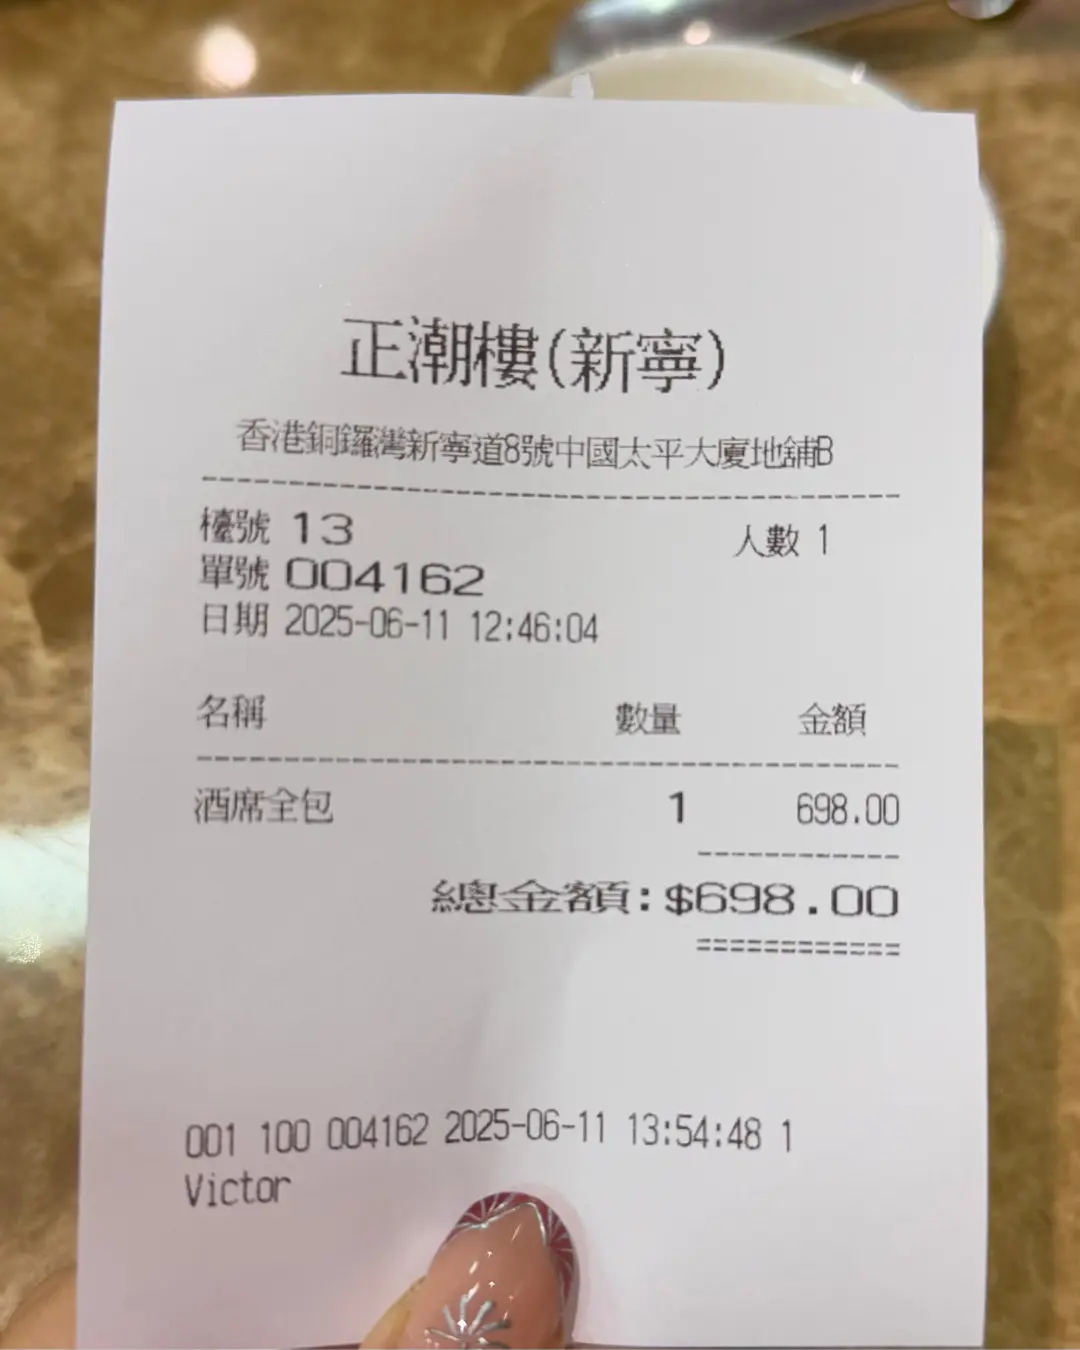 正潮樓(新寧)
香港銅鑼灣新寧道8號中國太平大廈地舖B
檯號 13 人數 1
單號 004162
日期 2025-06-11 12:46:04
名稱 數量 金額
酒席全包 1 698.00
總金額:$698.00
001 100 004162 2025-06-11 13:54:48 1
Victor